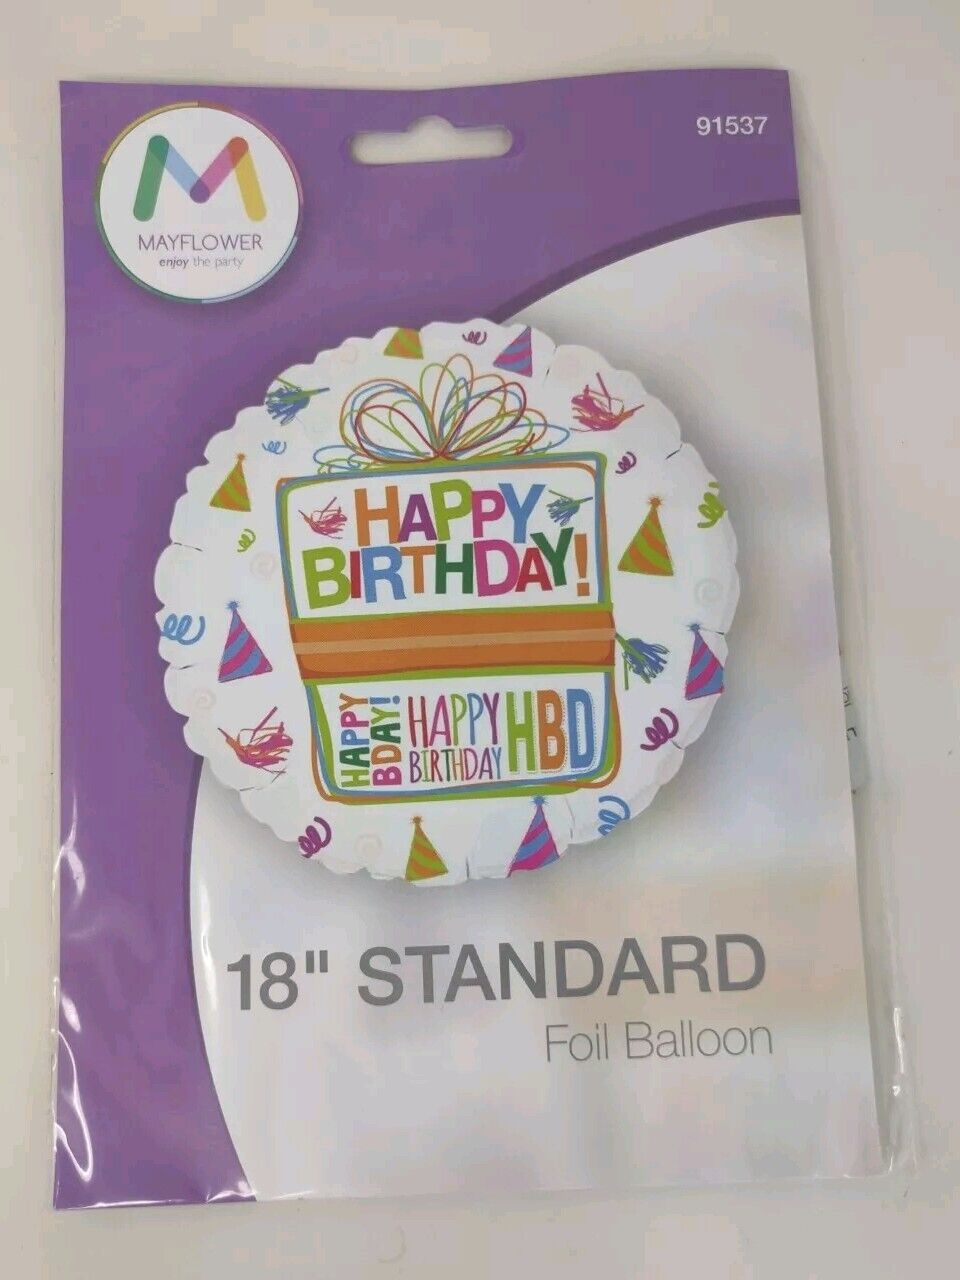 91537
M
MAYFLOWER
enjoy the party
HAPPY
BIRTHDAY!
HAPPY
BDAY!
HAPPY
BIRTHDAY
HBD
18" STANDARD
Foil Balloon